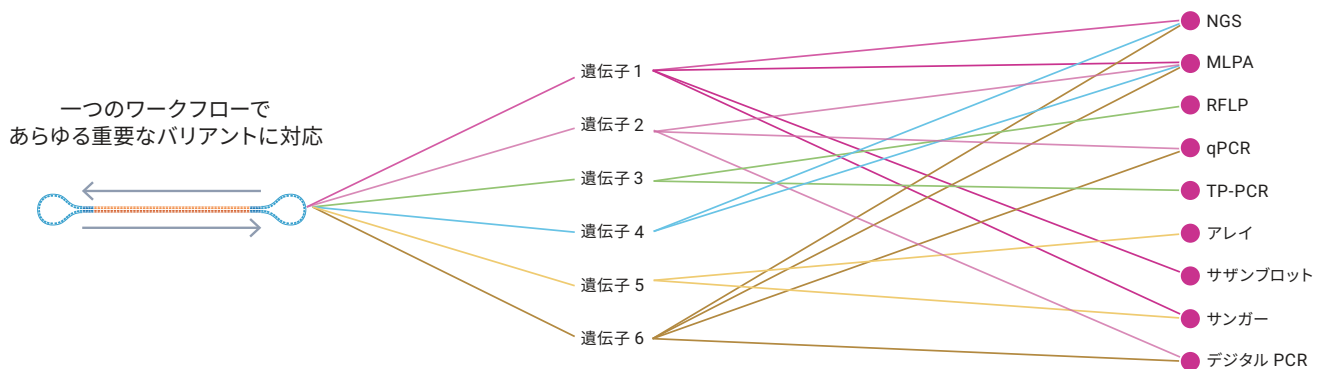 一つのワークフローで
あらゆる重要なバリアントに対応
遺伝子 1
遺伝子 2
遺伝子 3
遺伝子 4
遺伝子 5
遺伝子 6
NGS
MLPA
RFLP
qPCR
TP-PCR
アレイ
サザンブロット
サンガー
デジタル PCR